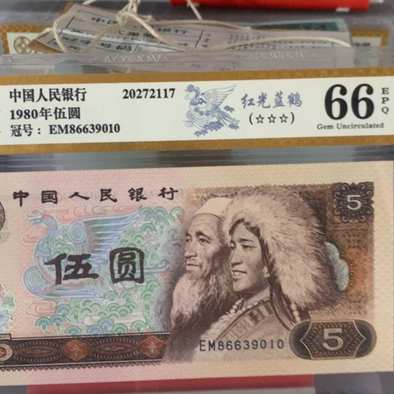 中国人民银行
1980年伍圆
冠号：EM86639010
20272117
红光蓝鹤
(☆☆☆)
66
EPQ
Gem Uncirculated
中国人民银行
5
伍圆
EM86639010
5